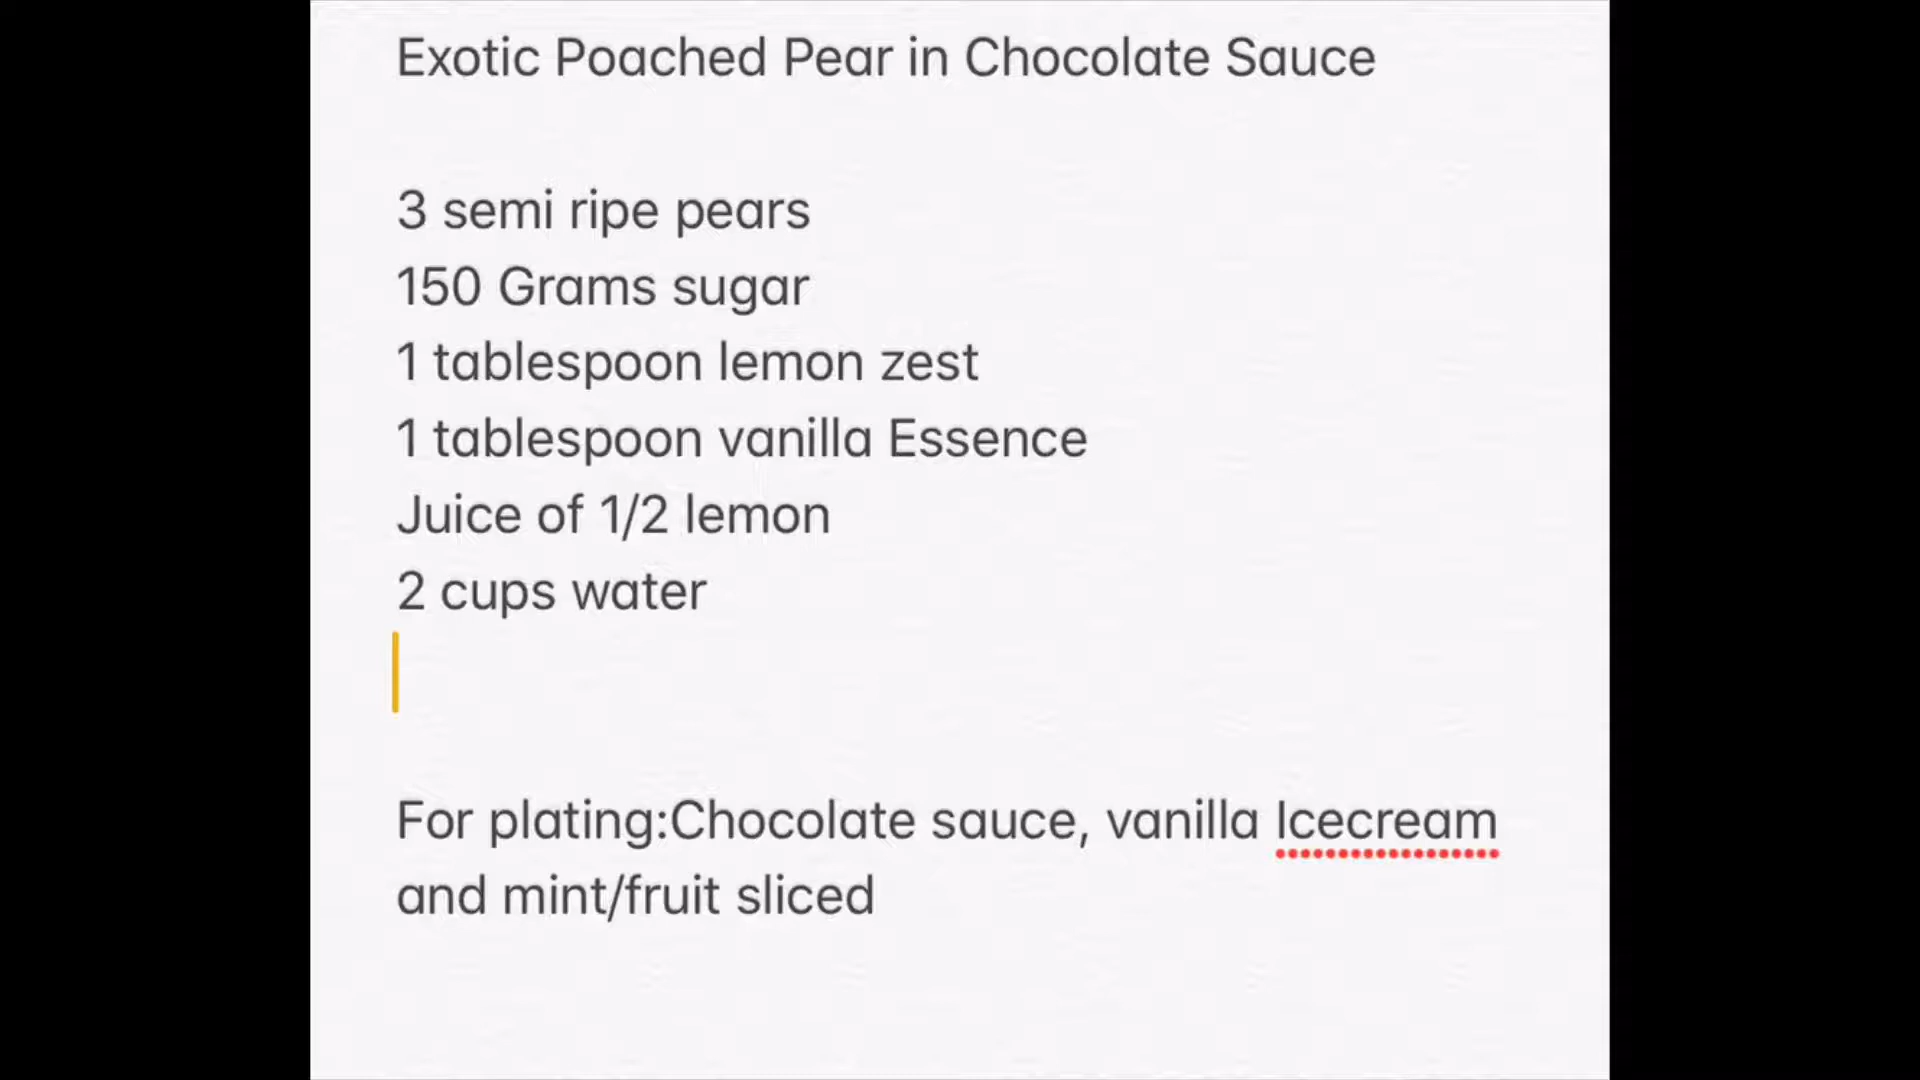 Exotic Poached Pear in Chocolate Sauce
3 semi ripe pears
150 Grams sugar
1 tablespoon lemon zest
1 tablespoon vanilla Essence
Juice of 1/2 lemon
2 cups water
For plating:Chocolate sauce, vanilla Icecream
and mint/fruit sliced